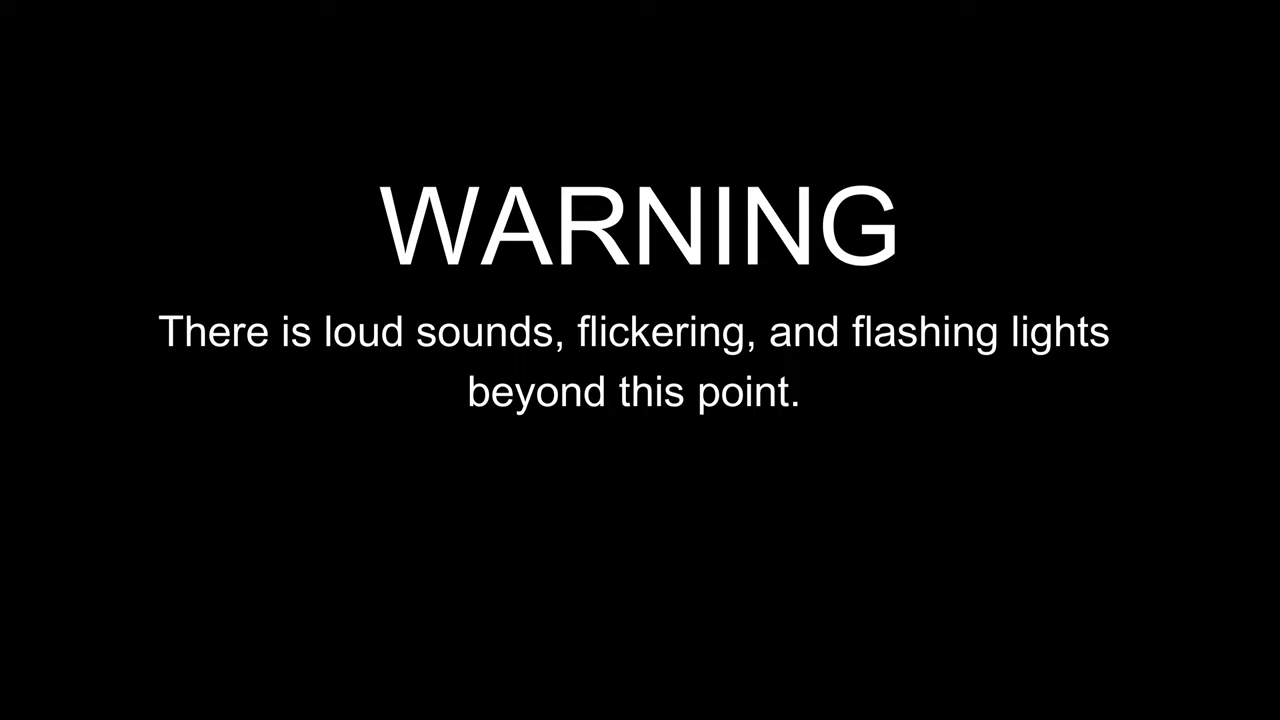 WARNING
There is loud sounds, flickering, and flashing lights
beyond this point.